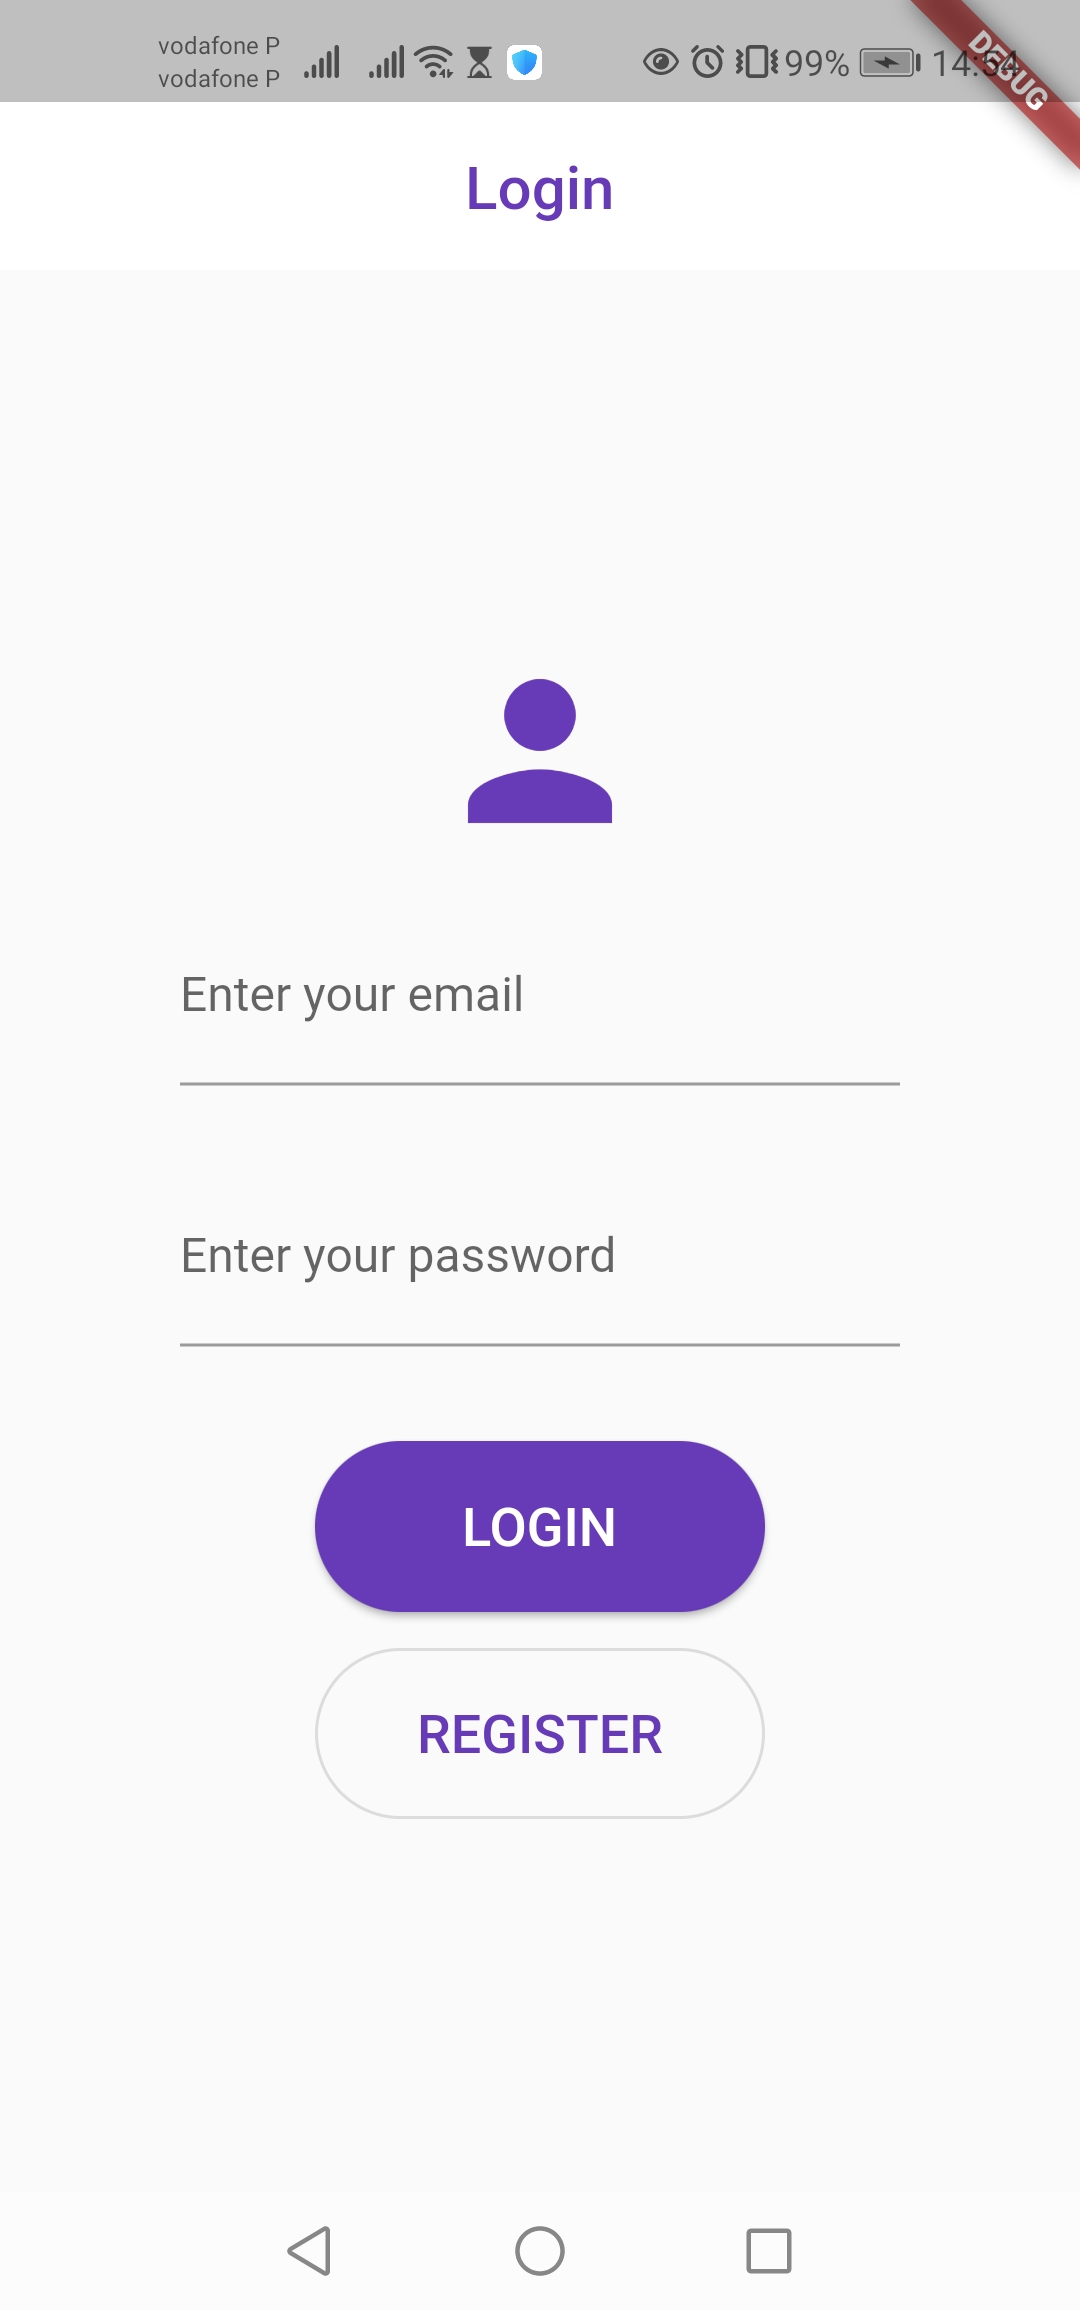 vodafone P
vodafone P
99%
14:54
DEBUG
Login
Enter your email
Enter your password
LOGIN
REGISTER